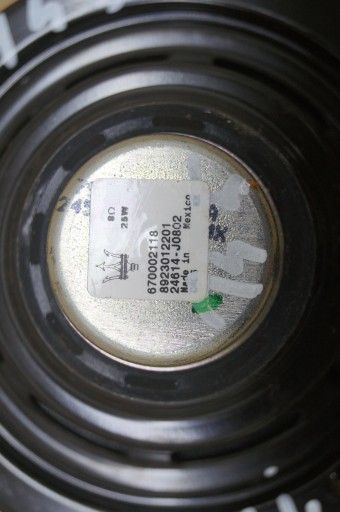 8Ω
25W
670002118
8923012201
24614-J0802
Made in Mexico